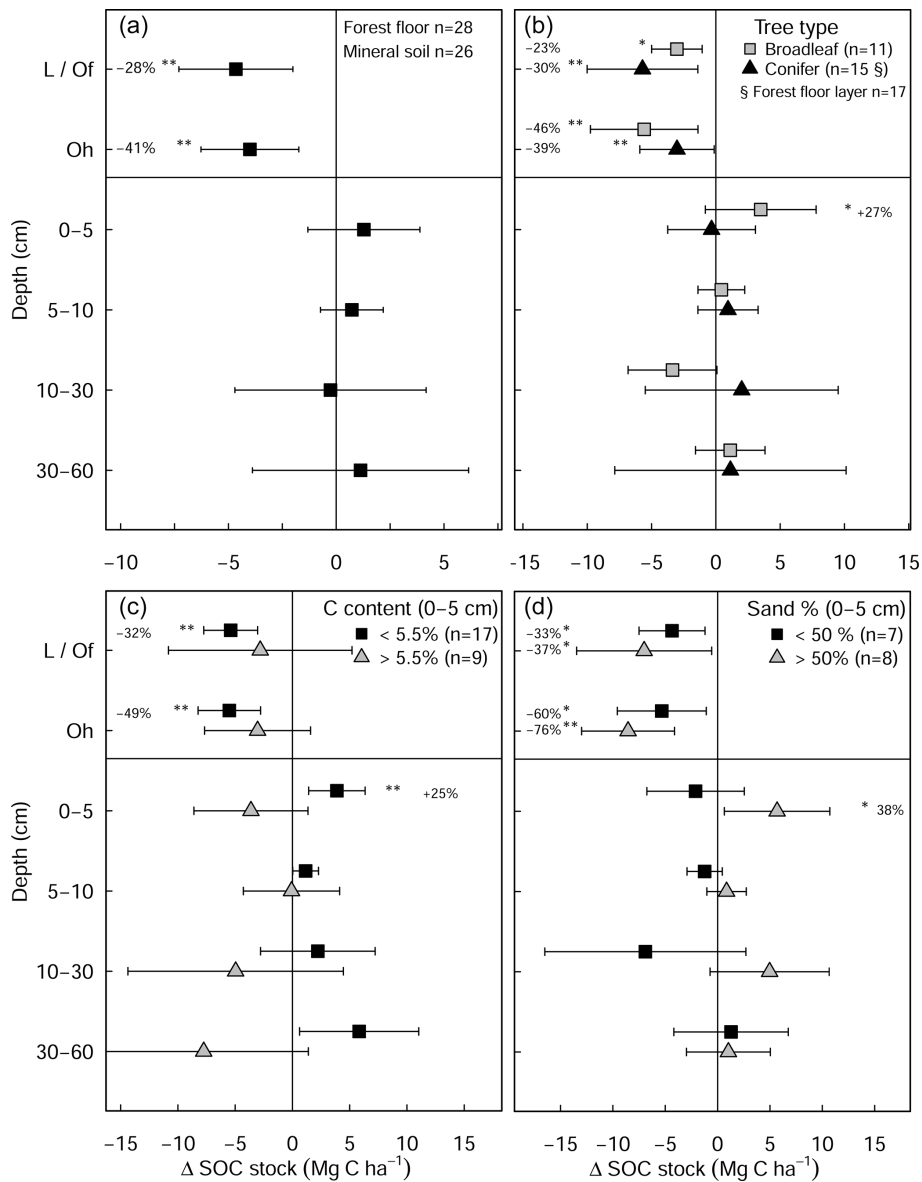 (a)
Forest floor n=28
Mineral soil n=26
L / Of
−28% **
Oh
−41% **
Depth (cm)
0−5
5−10
10−30
30−60
−10 −5 0 5
(b)
Tree type
Broadleaf (n=11)
Conifer (n=15 §)
§ Forest floor layer n=17
−23% *
−30% **
−46% **
−39% **
* +27%
−10 −5 0 5 10 15
(c)
C content (0−5 cm)
< 5.5% (n=17)
> 5.5% (n=9)
L / Of
−32% **
Oh
−49% **
Depth (cm)
0−5
** +25%
5−10
10−30
30−60
−15 −10 −5 0 5 10 15
Δ SOC stock (Mg C ha−1)
(d)
Sand % (0−5 cm)
< 50 % (n=7)
> 50% (n=8)
−33% *
−37% *
−60% *
−76% **
* 38%
−15 −10 −5 0 5 10 15
Δ SOC stock (Mg C ha−1)